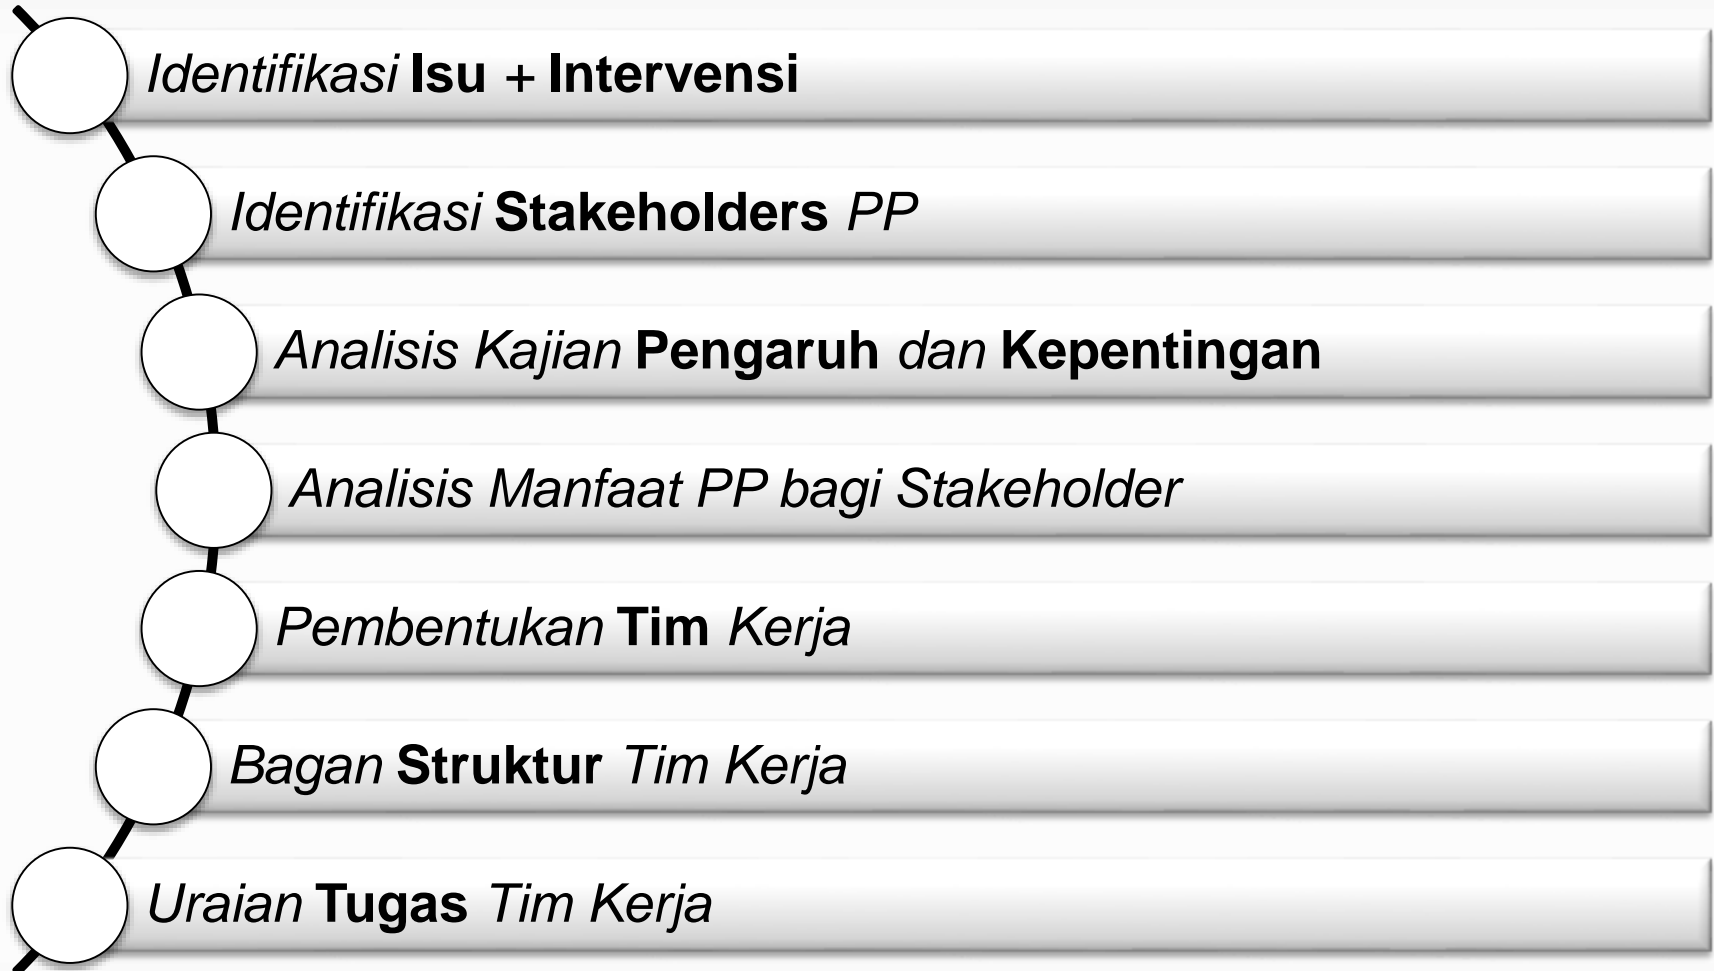 Identifikasi Isu + Intervensi
Identifikasi Stakeholders PP
Analisis Kajian Pengaruh dan Kepentingan
Analisis Manfaat PP bagi Stakeholder
Pembentukan Tim Kerja
Bagan Struktur Tim Kerja
Uraian Tugas Tim Kerja